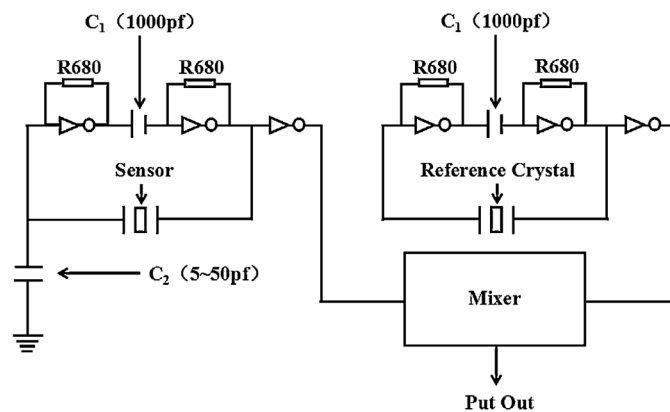 C₁（1000pf）
C₁（1000pf）
R680
R680
R680
R680
Sensor
Reference Crystal
C₂（5~50pf）
Mixer
Put Out